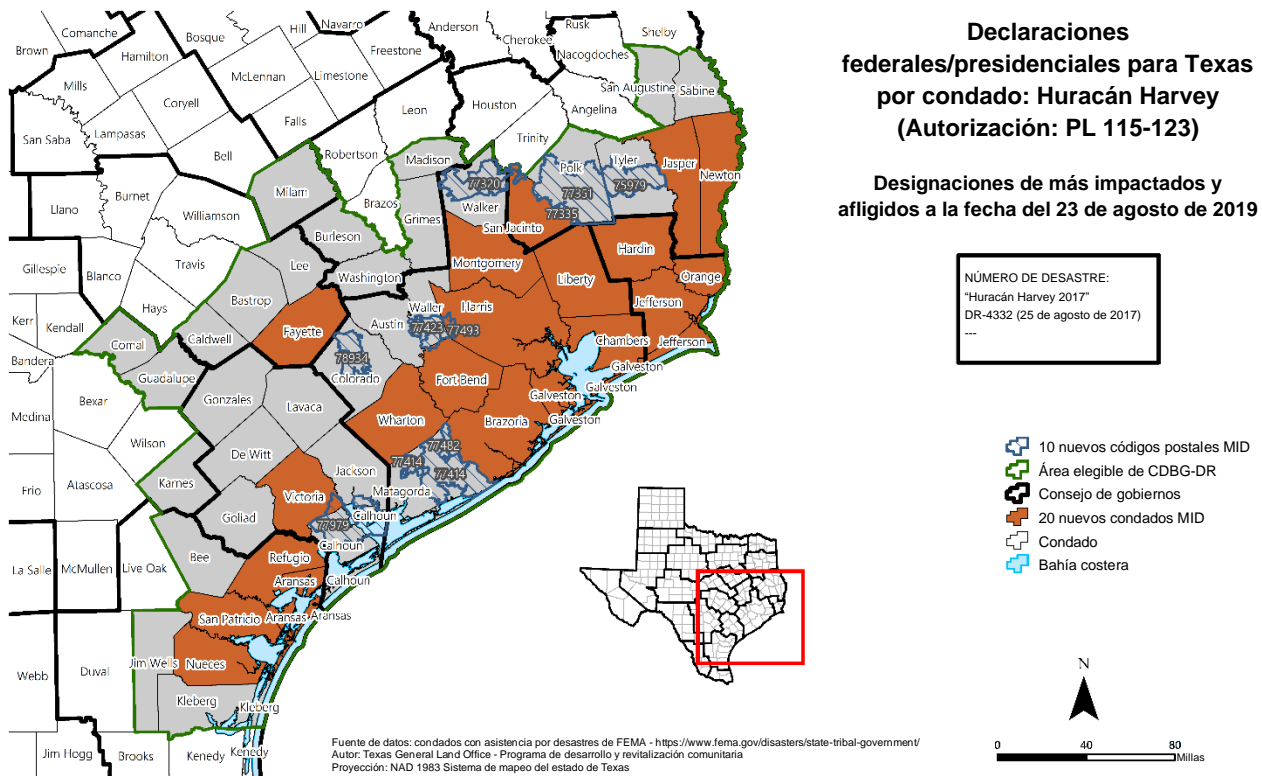 Declaraciones
federales/presidenciales para Texas
por condado: Huracán Harvey
(Autorización: PL 115-123)
Designaciones de más impactados y
afligidos a la fecha del 23 de agosto de 2019
NÚMERO DE DESASTRE:
“Huracán Harvey 2017”
DR-4332 (25 de agosto de 2017)
---
10 nuevos códigos postales MID
Área elegible de CDBG-DR
Consejo de gobiernos
20 nuevos condados MID
Condado
Bahía costera
N
0 40 80
Millas
Comanche
Hill
Navarro
Anderson
Rusk
Shelby
Brown
Hamilton
Bosque
Freestone
Cherokee
Nacogdoches
Mills
McLennan
Limestone
San Augustine
Sabine
Coryell
Leon
Houston
Angelina
San Saba
Lampasas
Falls
Trinity
Bell
Robertson
Madison
Polk
Tyler
Jasper
Newton
Burnet
Milam
77320
77351
75979
Llano
Williamson
Brazos
Grimes
Walker
77335
San Jacinto
Burleson
Hardin
Gillespie
Blanco
Travis
Lee
Washington
Montgomery
Liberty
Orange
Hays
Bastrop
Waller
Harris
Jefferson
Kerr
Kendall
Fayette
Austin
77423
77493
Comal
Caldwell
Chambers
Jefferson
Bandera
78934
Galveston
Guadalupe
Colorado
Fort Bend
Galveston
Medina
Bexar
Gonzales
Lavaca
Galveston
Wharton
Brazoria
Galveston
Wilson
77482
De Witt
77414
Frio
Atascosa
Karnes
Jackson
77414
Victoria
Matagorda
Goliad
Calhoun
77979
Calhoun
Bee
Refugio
La Salle
McMullen
Live Oak
Aransas
Calhoun
San Patricio
Aransas
Aransas
Jim Wells
Nueces
Webb
Duval
Kleberg
Kleberg
Jim Hogg
Brooks
Kenedy
Kenedy
Fuente de datos: condados con asistencia por desastres de FEMA - https://www.fema.gov/disasters/state-tribal-government/
Autor: Texas General Land Office - Programa de desarrollo y revitalización comunitaria
Proyección: NAD 1983 Sistema de mapeo del estado de Texas